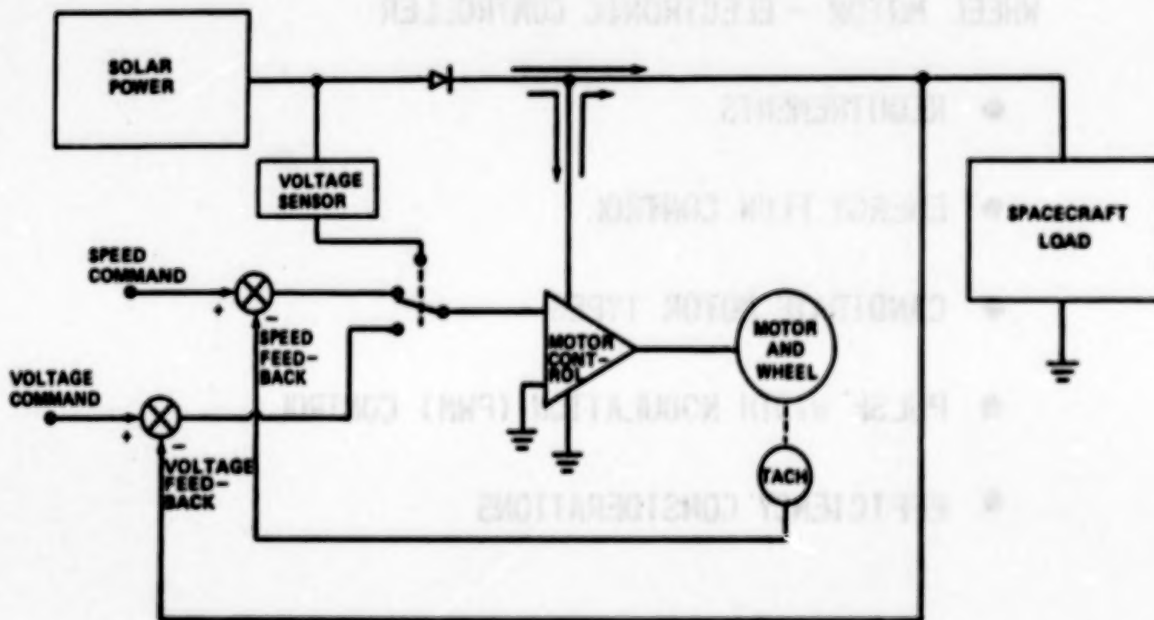 WHEEL MOTOR - ELECTRONIC CONTROLLER
SOLAR
POWER
REQUIREMENTS
VOLTAGE
SENSOR
ENERGY FLOW CONTROL
SPACECRAFT
LOAD
SPEED
COMMAND
+
-
SPEED
FEED-
BACK
CANDIDATE MOTOR TYPES
MOTOR
CONT-
ROL
MOTOR
AND
WHEEL
VOLTAGE
COMMAND
+
-
VOLTAGE
FEED-
BACK
PULSE WIDTH MODULATION (PWM) CONTROL
TACH
EFFICIENCY CONSIDERATIONS